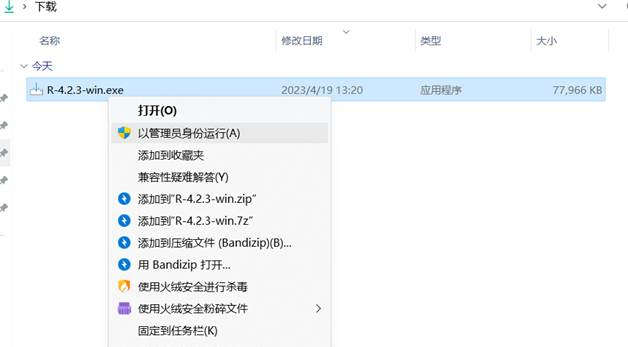 下载
名称 修改日期 类型 大小
今天
R-4.2.3-win.exe 2023/4/19 13:20 应用程序 77,966 KB
打开(O)
以管理员身份运行(A)
添加到收藏夹
兼容性疑难解答(Y)
添加到"R-4.2.3-win.zip"
添加到"R-4.2.3-win.7z"
添加到压缩文件 (Bandizip)(B)...
用 Bandizip 打开...
使用火绒安全进行杀毒
使用火绒安全粉碎文件
固定到任务栏(K)